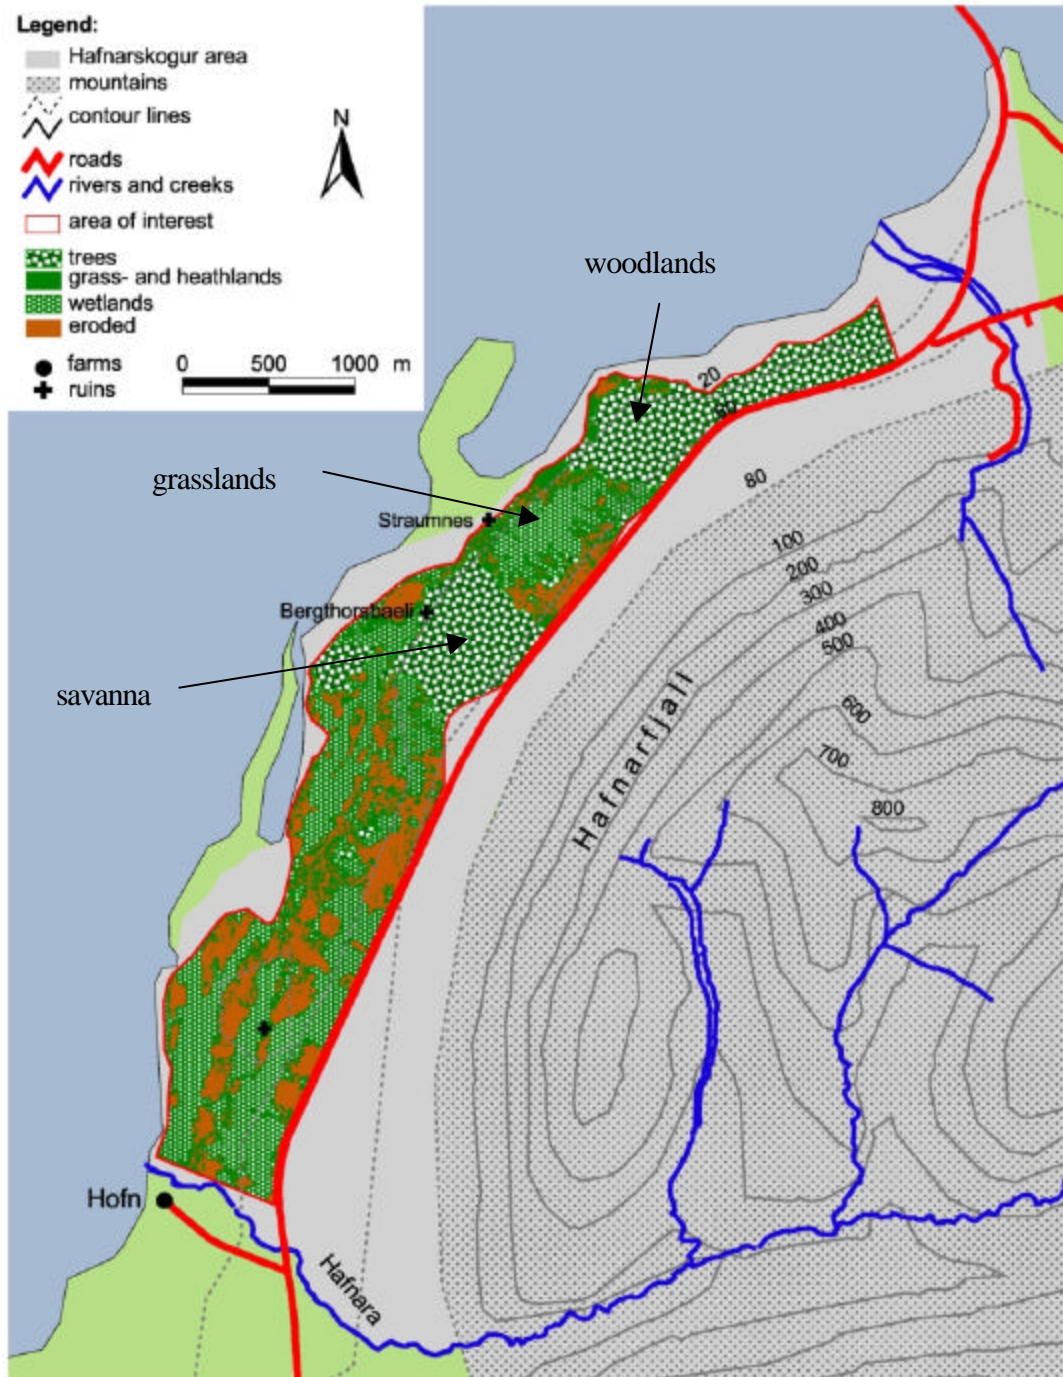 Legend:
Hafnarskogur area
mountains
contour lines
roads
rivers and creeks
area of interest
trees
grass- and heathlands
wetlands
eroded
farms
ruins
0 500 1000 m
N
woodlands
20
80
grasslands
Straumnes
100
200
300
Bergthorsbaeli
400
500
savanna
Hafnarfjall
600
700
800
Hofn
Hafnara